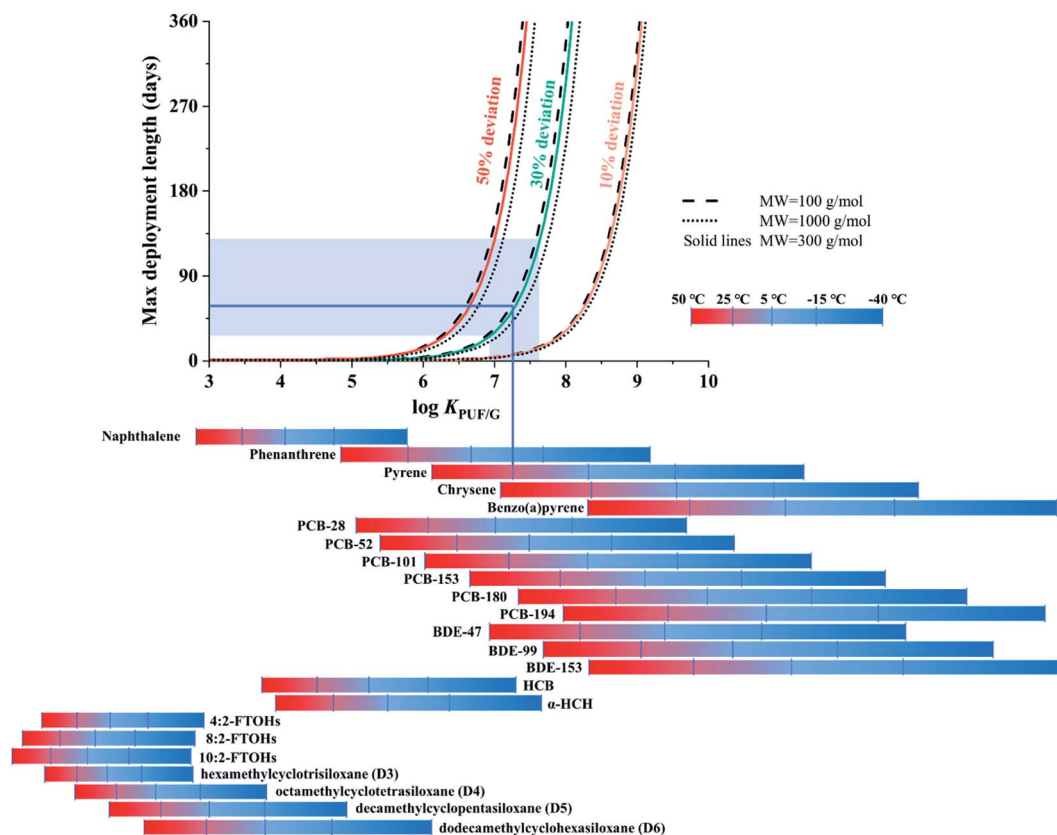 360
270
180
90
0
Max deployment length (days)
50% deviation
30% deviation
10% deviation
MW=100 g/mol
MW=1000 g/mol
Solid lines MW=300 g/mol
50 °C 25 °C 5 °C -15 °C -40 °C
3 4 5 6 7 8 9 10
log K_PUF/G
Naphthalene
Phenanthrene
Pyrene
Chrysene
Benzo(a)pyrene
PCB-28
PCB-52
PCB-101
PCB-153
PCB-180
PCB-194
BDE-47
BDE-99
BDE-153
HCB
α-HCH
4:2-FTOHs
8:2-FTOHs
10:2-FTOHs
hexamethylcyclotrisiloxane (D3)
octamethylcyclotetrasiloxane (D4)
decamethylcyclopentasiloxane (D5)
dodecamethylcyclohexasiloxane (D6)